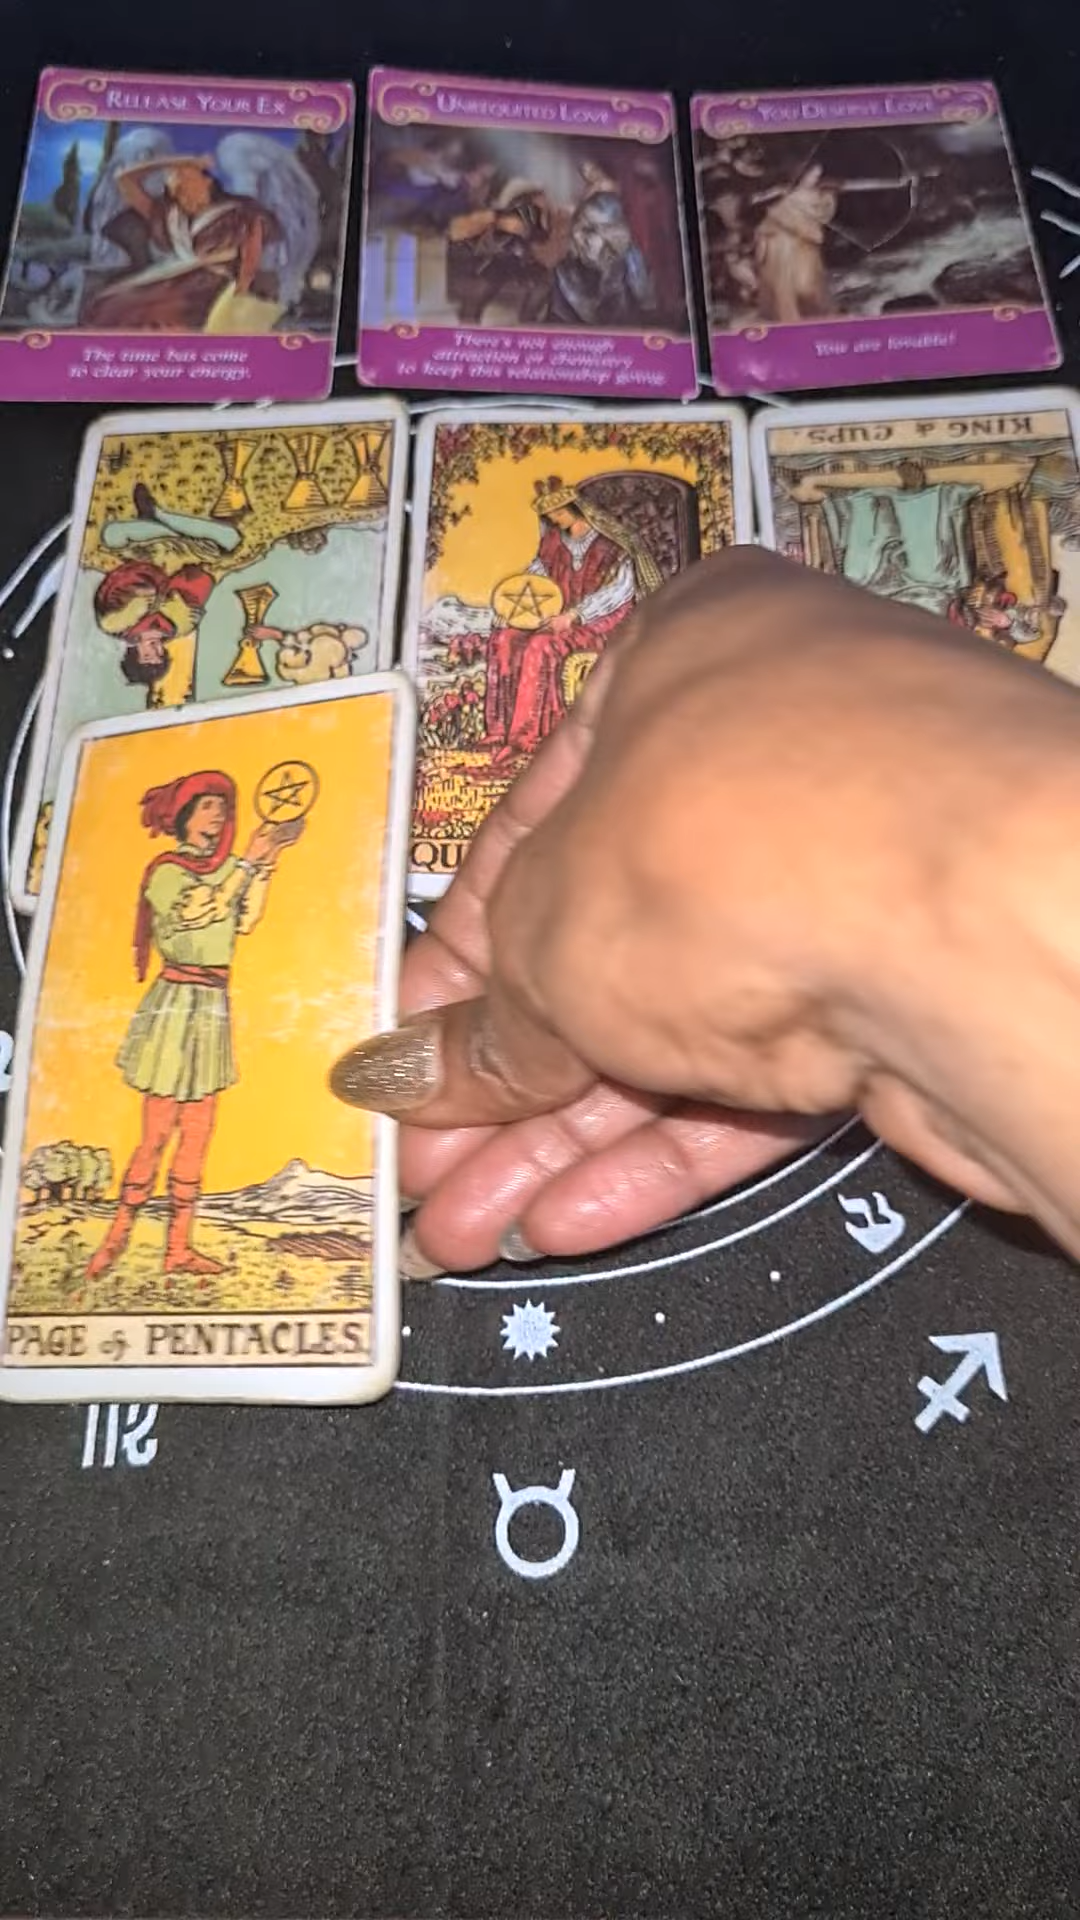 RELEASE YOUR EX
UNREQUITED LOVE
YOU DESERVE LOVE
The time has come
to clear your energy.
There's not enough
attraction or chemistry
to keep this relationship going.
You are lovable!
KING of CUPS.
QU
PAGE of PENTACLES.